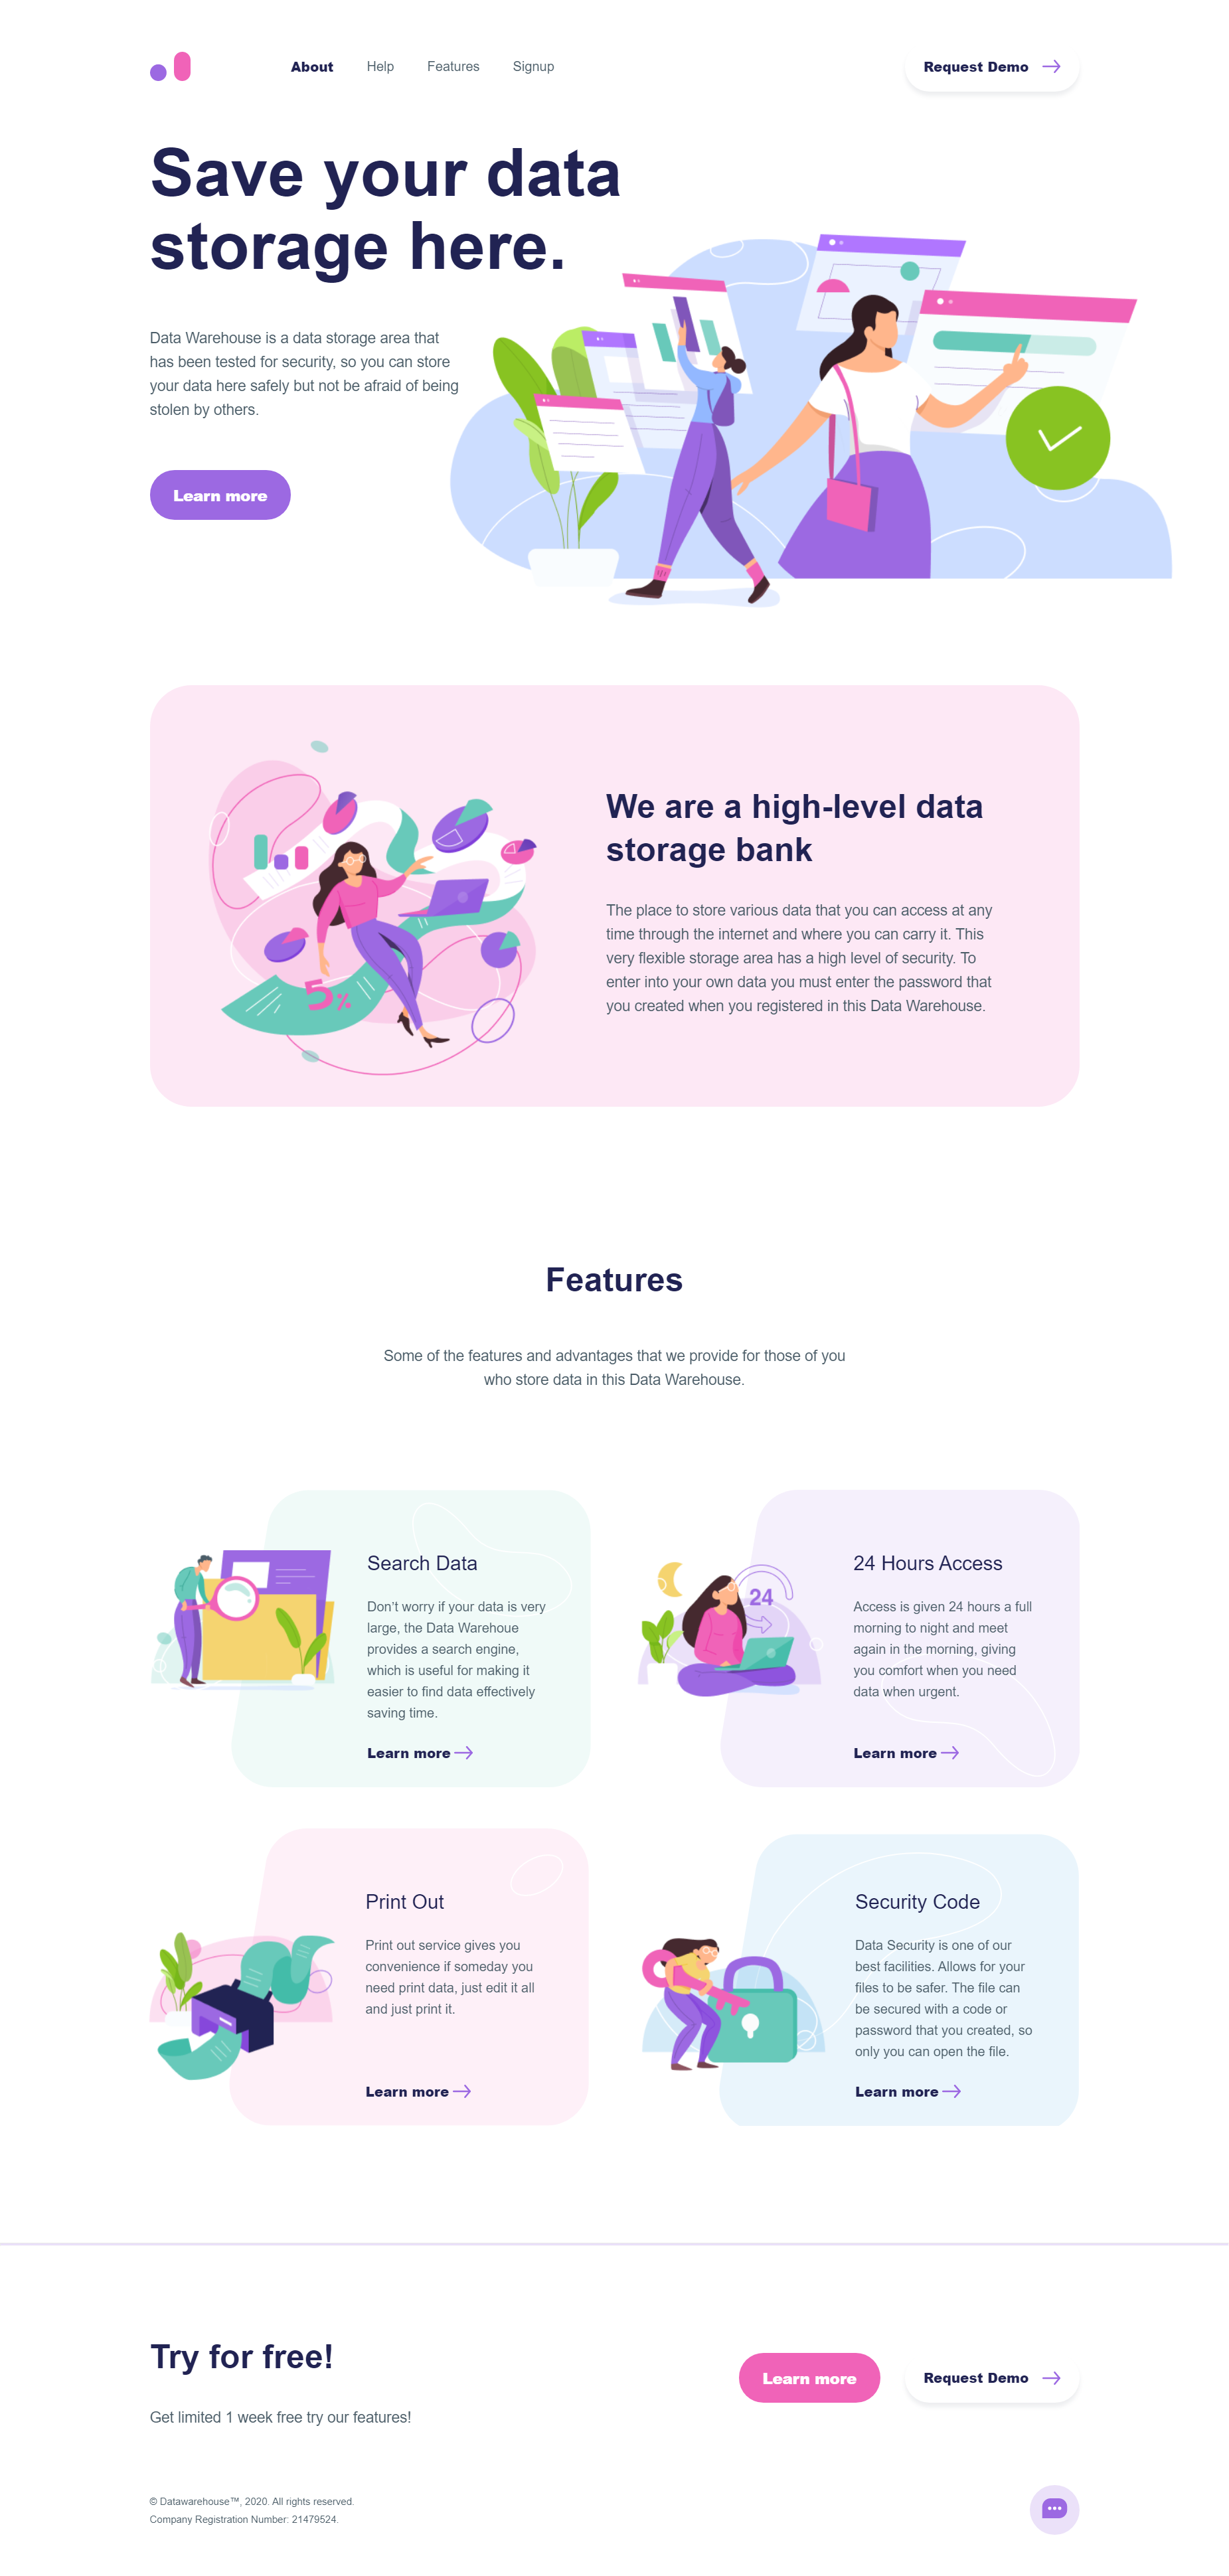 About Help Features Signup Request Demo
Save your data
storage here.
Data Warehouse is a data storage area that
has been tested for security, so you can store
your data here safely but not be afraid of being
stolen by others.
Learn more
5%
We are a high-level data
storage bank
The place to store various data that you can access at any
time through the internet and where you can carry it. This
very flexible storage area has a high level of security. To
enter into your own data you must enter the password that
you created when you registered in this Data Warehouse.
Features
Some of the features and advantages that we provide for those of you
who store data in this Data Warehouse.
Search Data
Don't worry if your data is very
large, the Data Warehoue
provides a search engine,
which is useful for making it
easier to find data effectively
saving time.
Learn more
24
24 Hours Access
Access is given 24 hours a full
morning to night and meet
again in the morning, giving
you comfort when you need
data when urgent.
Learn more
Print Out
Print out service gives you
convenience if someday you
need print data, just edit it all
and just print it.
Learn more
Security Code
Data Security is one of our
best facilities. Allows for your
files to be safer. The file can
be secured with a code or
password that you created, so
only you can open the file.
Learn more
Try for free!
Get limited 1 week free try our features!
Learn more
Request Demo
© Datawarehouse™, 2020. All rights reserved.
Company Registration Number: 21479524.